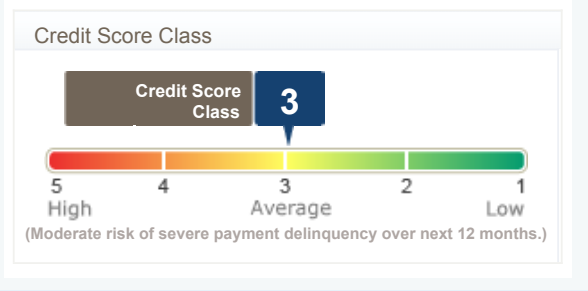 Credit Score Class
Credit Score
Class
3
5 4 3 2 1
High Average Low
(Moderate risk of severe payment delinquency over next 12 months.)